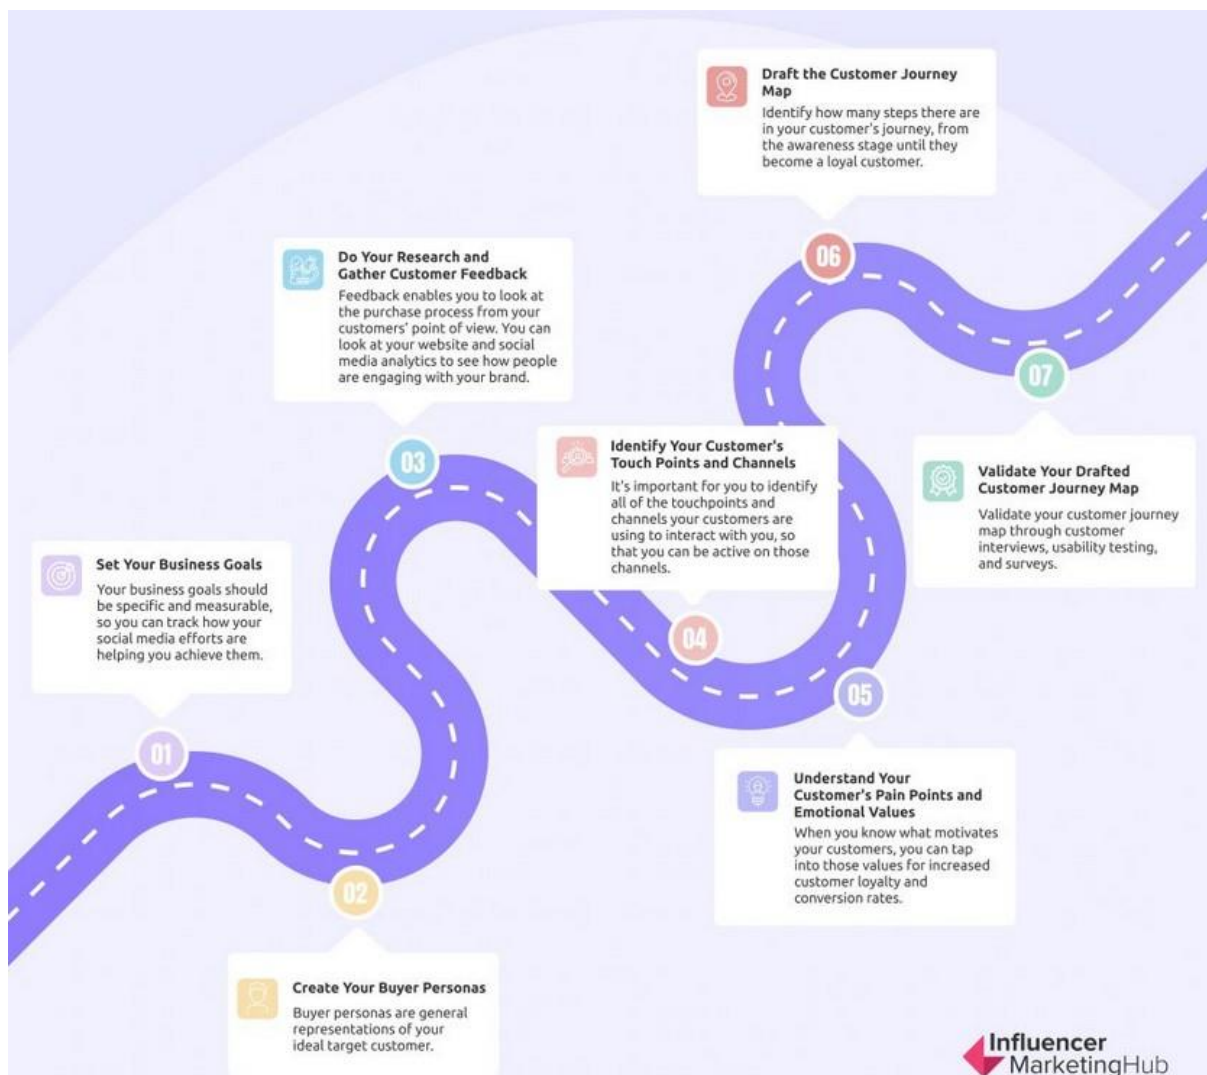 01
Set Your Business Goals
Your business goals should
be specific and measurable,
so you can track how your
social media efforts are
helping you achieve them.
02
Create Your Buyer Personas
Buyer personas are general
representations of your
ideal target customer.
03
Do Your Research and
Gather Customer Feedback
Feedback enables you to look at
the purchase process from your
customers' point of view. You can
look at your website and social
media analytics to see how people
are engaging with your brand.
04
Identify Your Customer's
Touch Points and Channels
It's important for you to identify
all of the touchpoints and
channels your customers are
using to interact with you, so
that you can be active on those
channels.
05
Understand Your
Customer's Pain Points and
Emotional Values
When you know what motivates
your customers, you can tap
into those values for increased
customer loyalty and
conversion rates.
06
Draft the Customer Journey
Map
Identify how many steps there are
in your customer's journey, from
the awareness stage until they
become a loyal customer.
07
Validate Your Drafted
Customer Journey Map
Validate your customer journey
map through customer
interviews, usability testing,
and surveys.
Influencer
MarketingHub